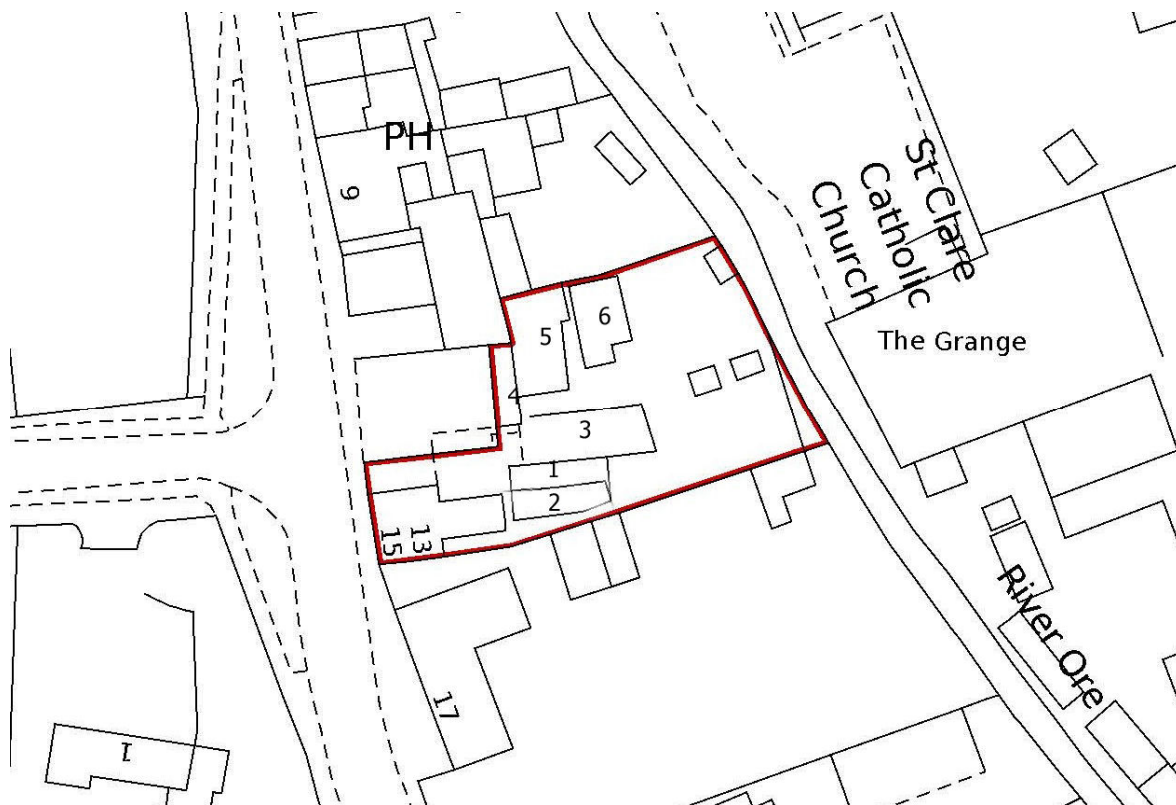 PH
9
St Clare
Catholic
Church
The Grange
6
5
4
3
1
2
15
13
17
River Ore
1